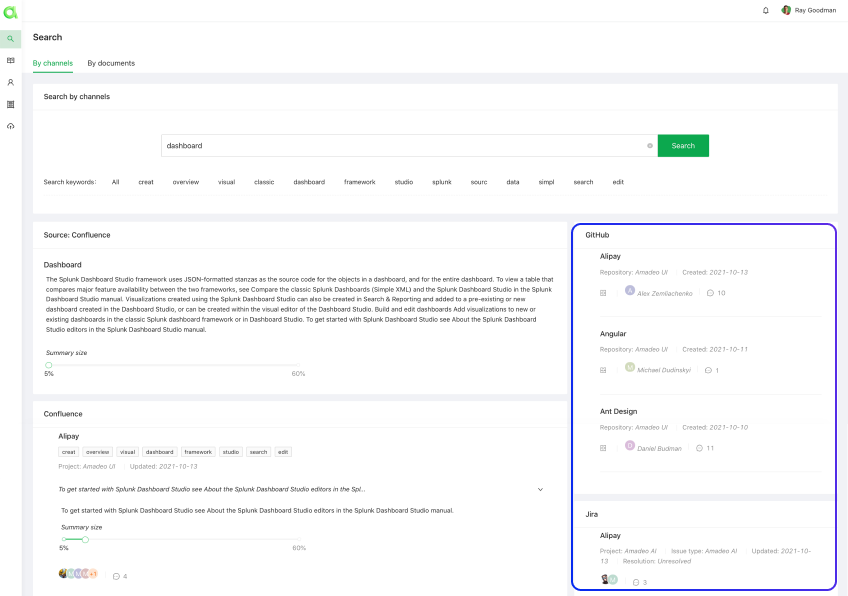 Ray Goodman
Search
By channels By documents
Search by channels
dashboard Search
Search keywords: All creat overview visual classic dashboard framework studio splunk sourc data simpl search edit
Source: Confluence
Dashboard
The Splunk Dashboard Studio framework uses JSON-formatted stanzas as the source code for the objects in a dashboard, and for the entire dashboard. To view a table that
compares major feature availability between the two frameworks, see Compare the classic Splunk Dashboards (Simple XML) and the Splunk Dashboard Studio in the Splunk
Dashboard Studio manual. Visualizations created using the Splunk Dashboard Studio can also be created in Search & Reporting and added to a pre-existing or new
dashboard created in the Dashboard Studio, or can be created within the visual editor of the Dashboard Studio. Build and edit dashboards Add visualizations to new or
existing dashboards in the classic Splunk dashboard framework or in Dashboard Studio. To get started with Splunk Dashboard Studio see About the Splunk Dashboard
Studio editors in the Splunk Dashboard Studio manual.
Summary size
5% 60%
Confluence
Alipay
creat overview visual dashboard framework studio search edit
Project: Amadeo UI Updated: 2021-10-13
To get started with Splunk Dashboard Studio see About the Splunk Dashboard Studio editors in the Spl...
To get started with Splunk Dashboard Studio see About the Splunk Dashboard Studio editors in the Splunk Dashboard Studio manual.
Summary size
5% 60%
+1 4
GitHub
Alipay
Repository: Amadeo UI Created: 2021-10-13
A Alex Zemliachenko 10
Angular
Repository: Amadeo UI Created: 2021-10-11
M Michael Dudinskyi 1
Ant Design
Repository: Amadeo UI Created: 2021-10-10
D Daniel Budman 11
Jira
Alipay
Project: Amadeo AI Issue type: Amadeo AI Updated: 2021-10-
13 Resolution: Unresolved
M 3